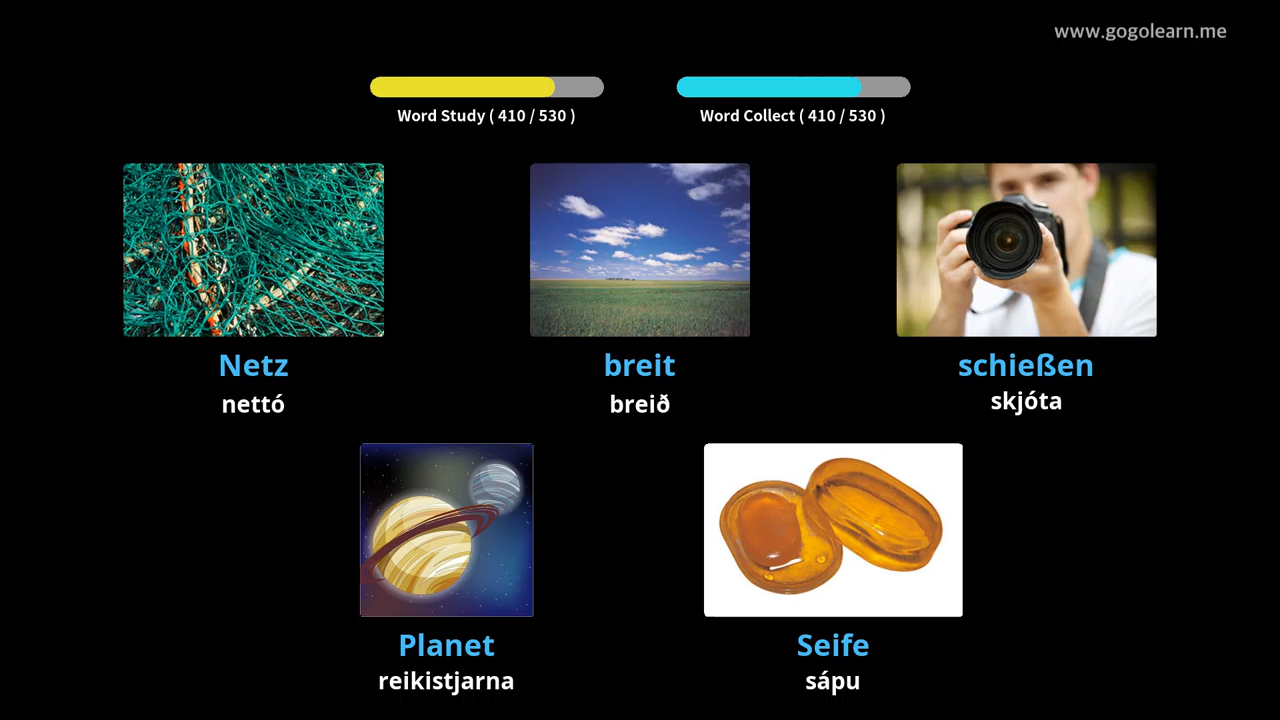 www.gogolearn.me
Word Study ( 410 / 530 )
Word Collect ( 410 / 530 )
Netz
nettó
breit
breið
schießen
skjóta
Planet
reikistjarna
Seife
sápu